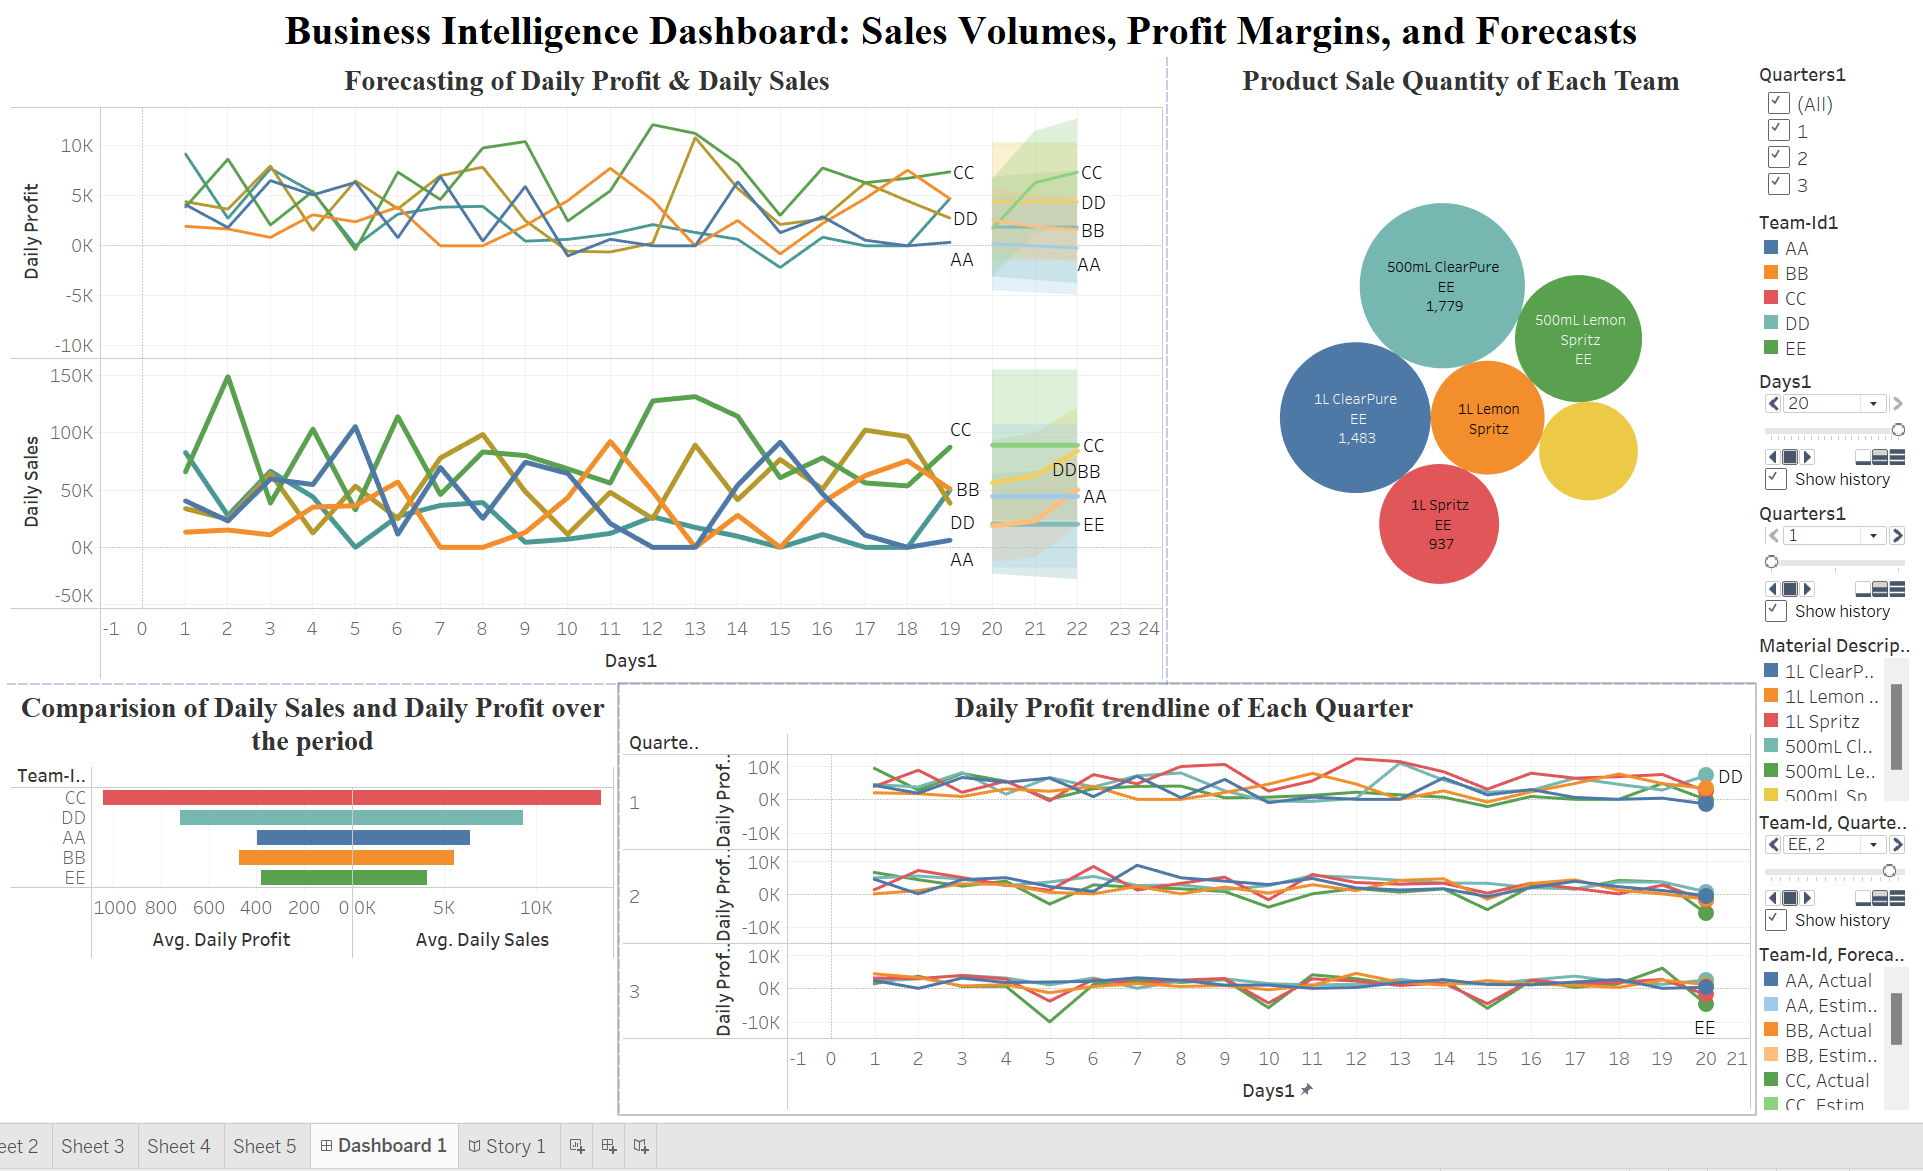 Business Intelligence Dashboard: Sales Volumes, Profit Margins, and Forecasts
Forecasting of Daily Profit & Daily Sales
Daily Profit
10K
5K
0K
-5K
-10K
CC
DD
AA
CC
DD
BB
AA
Daily Sales
150K
100K
50K
0K
-50K
CC
BB
DD
AA
CC
DDBB
AA
EE
-1 0 1 2 3 4 5 6 7 8 9 10 11 12 13 14 15 16 17 18 19 20 21 22 23 24
Days1
Product Sale Quantity of Each Team
500mL ClearPure
EE
1,779
500mL Lemon
Spritz
EE
1L ClearPure
EE
1,483
1L Lemon
Spritz
1L Spritz
EE
937
Quarters1
(All)
1
2
3
Team-Id1
AA
BB
CC
DD
EE
Days1
20
Show history
Quarters1
1
Show history
Material Descrip..
1L ClearP..
1L Lemon ..
1L Spritz
500mL Cl..
500mL Le..
500mL Sp
Team-Id, Quarte..
EE, 2
Show history
Team-Id, Foreca..
AA, Actual
AA, Estim..
BB, Actual
BB, Estim..
CC, Actual
CC, Estim
Comparision of Daily Sales and Daily Profit over
the period
Team-I..
CC
DD
AA
BB
EE
1000 800 600 400 200 0 0K 5K 10K
Avg. Daily Profit Avg. Daily Sales
Daily Profit trendline of Each Quarter
Quarte..
1
Daily Prof..
10K
0K
-10K
DD
2
Daily Prof..
10K
0K
-10K
3
Daily Prof..
10K
0K
-10K
EE
-1 0 1 2 3 4 5 6 7 8 9 10 11 12 13 14 15 16 17 18 19 20 21
Days1
eet 2 Sheet 3 Sheet 4 Sheet 5 Dashboard 1 Story 1